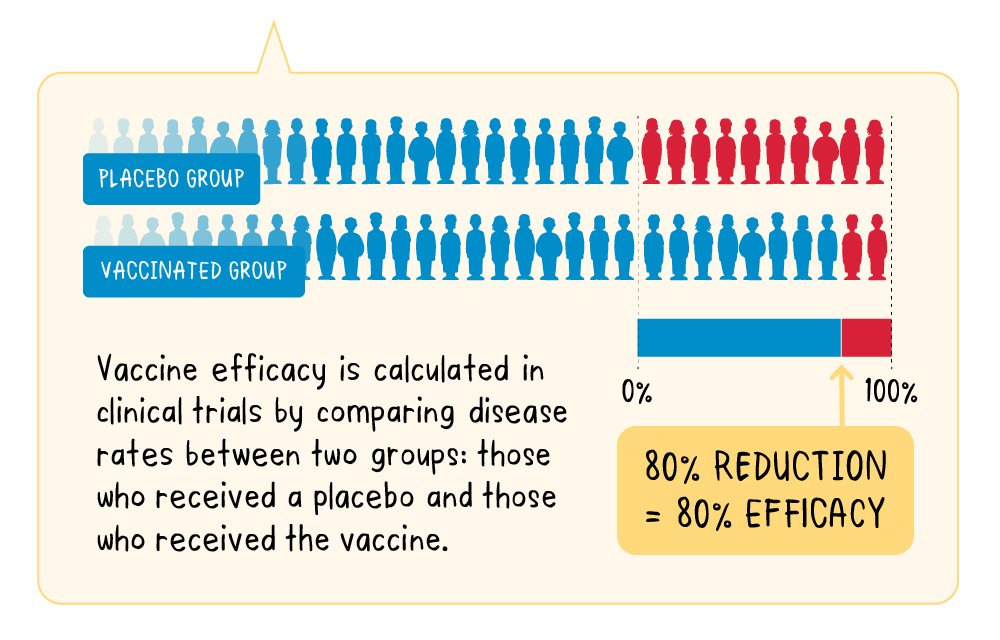 PLACEBO GROUP
VACCINATED GROUP
Vaccine efficacy is calculated in
clinical trials by comparing disease
rates between two groups: those
who received a placebo and those
who received the vaccine.
0%
100%
80% REDUCTION
= 80% EFFICACY